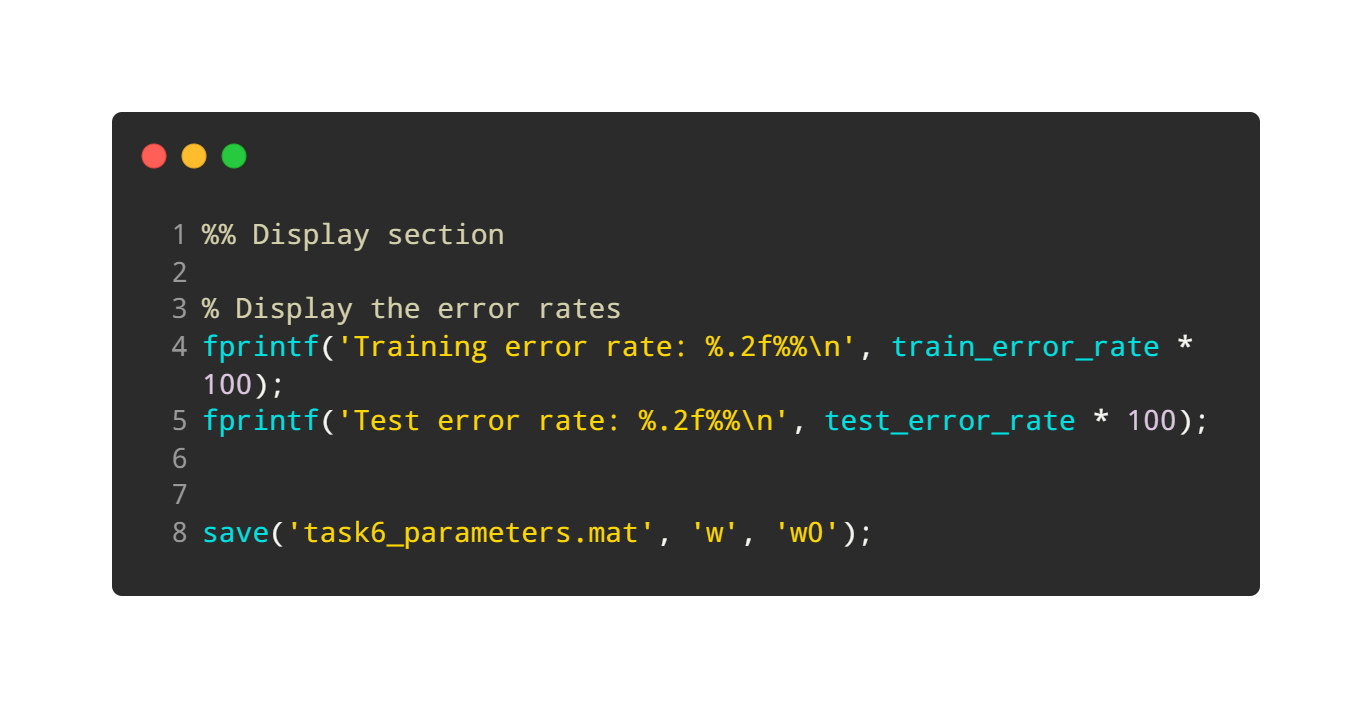 1 %% Display section
2
3 % Display the error rates
4 fprintf('Training error rate: %.2f%%\n', train_error_rate *
100);
5 fprintf('Test error rate: %.2f%%\n', test_error_rate * 100);
6
7
8 save('task6_parameters.mat', 'w', 'w0');